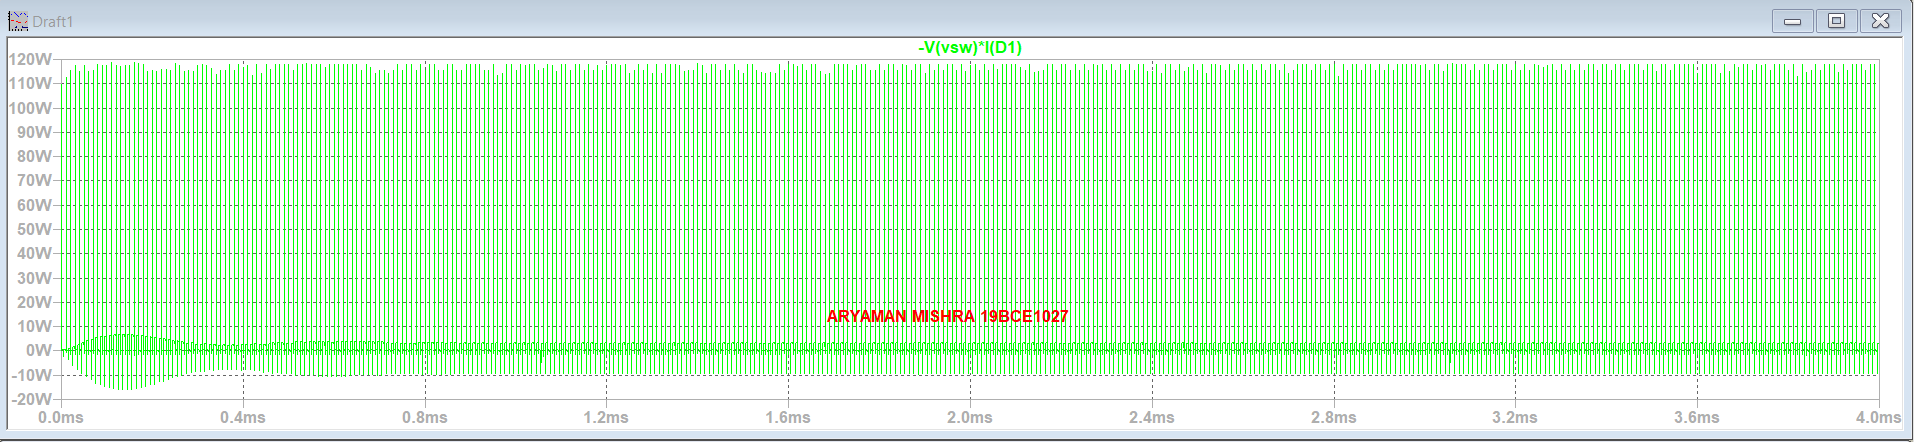 Draft1
-V(vsw)*I(D1)
120W
110W
100W
90W
80W
70W
60W
50W
40W
30W
20W
10W
0W
-10W
-20W
ARYAMAN MISHRA 19BCE1027
0.0ms 0.4ms 0.8ms 1.2ms 1.6ms 2.0ms 2.4ms 2.8ms 3.2ms 3.6ms 4.0ms